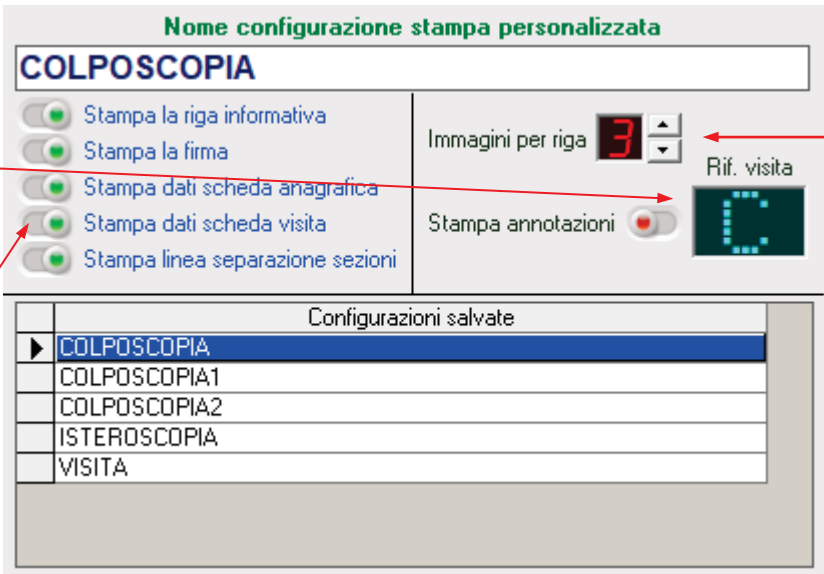 Nome configurazione stampa personalizzata
COLPOSCOPIA
Stampa la riga informativa
Stampa la firma
Stampa dati scheda anagrafica
Stampa dati scheda visita
Stampa linea separazione sezioni
Immagini per riga 3
Rif. visita
Stampa annotazioni C
Configurazioni salvate
COLPOSCOPIA
COLPOSCOPIA1
COLPOSCOPIA2
ISTEROSCOPIA
VISITA